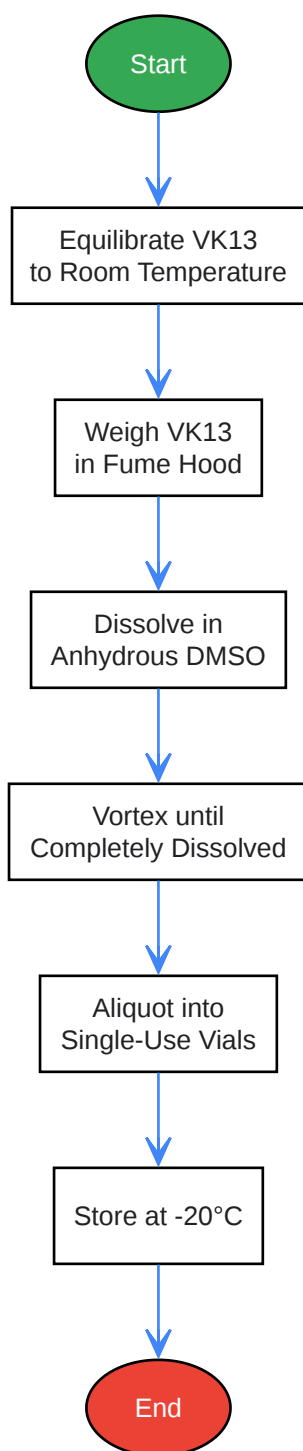 Start
Equilibrate VK13
to Room Temperature
Weigh VK13
in Fume Hood
Dissolve in
Anhydrous DMSO
Vortex until
Completely Dissolved
Aliquot into
Single-Use Vials
Store at -20°C
End